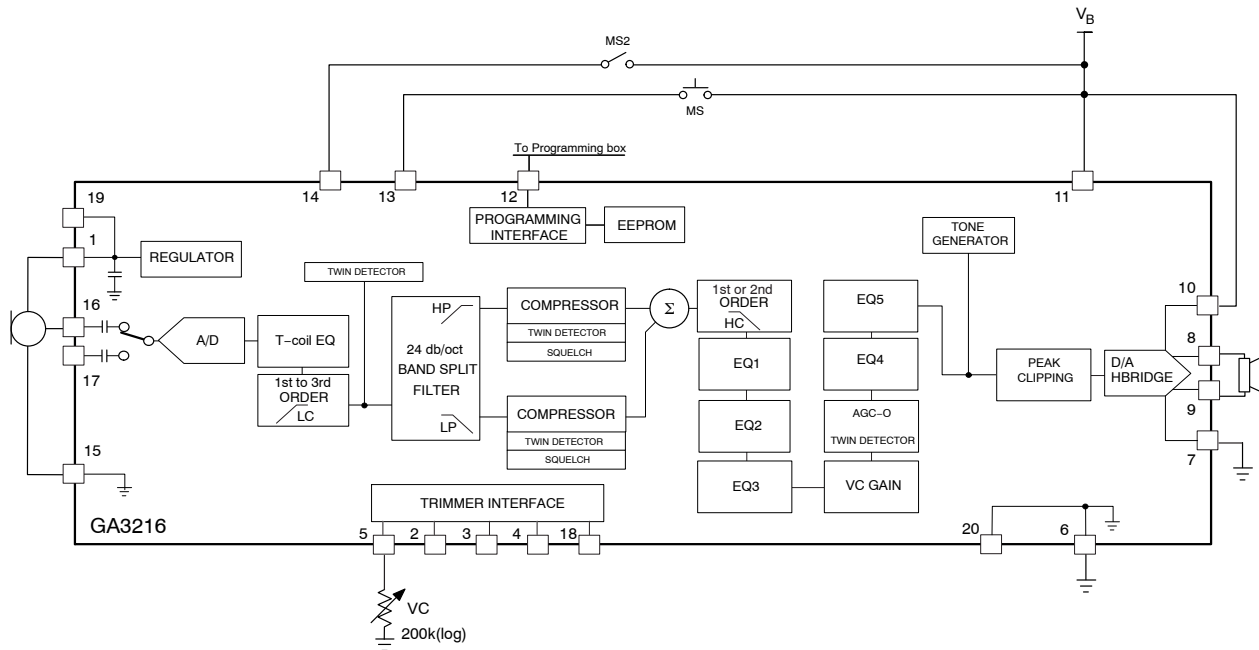 VB
MS2
MS
To Programming box
14
13
12
11
19
1
REGULATOR
PROGRAMMING
INTERFACE
EEPROM
TONE
GENERATOR
TWIN DETECTOR
16
17
A/D
T−coil EQ
1st to 3rd
ORDER
LC
HP
24 db/oct
BAND SPLIT
FILTER
LP
COMPRESSOR
TWIN DETECTOR
SQUELCH
COMPRESSOR
TWIN DETECTOR
SQUELCH
Σ
1st or 2nd
ORDER
HC
EQ1
EQ2
EQ3
EQ5
EQ4
AGC−O
TWIN DETECTOR
VC GAIN
PEAK
CLIPPING
D/A
HBRIDGE
10
8
9
7
15
TRIMMER INTERFACE
GA3216
5
2
3
4
18
20
6
VC
200k(log)